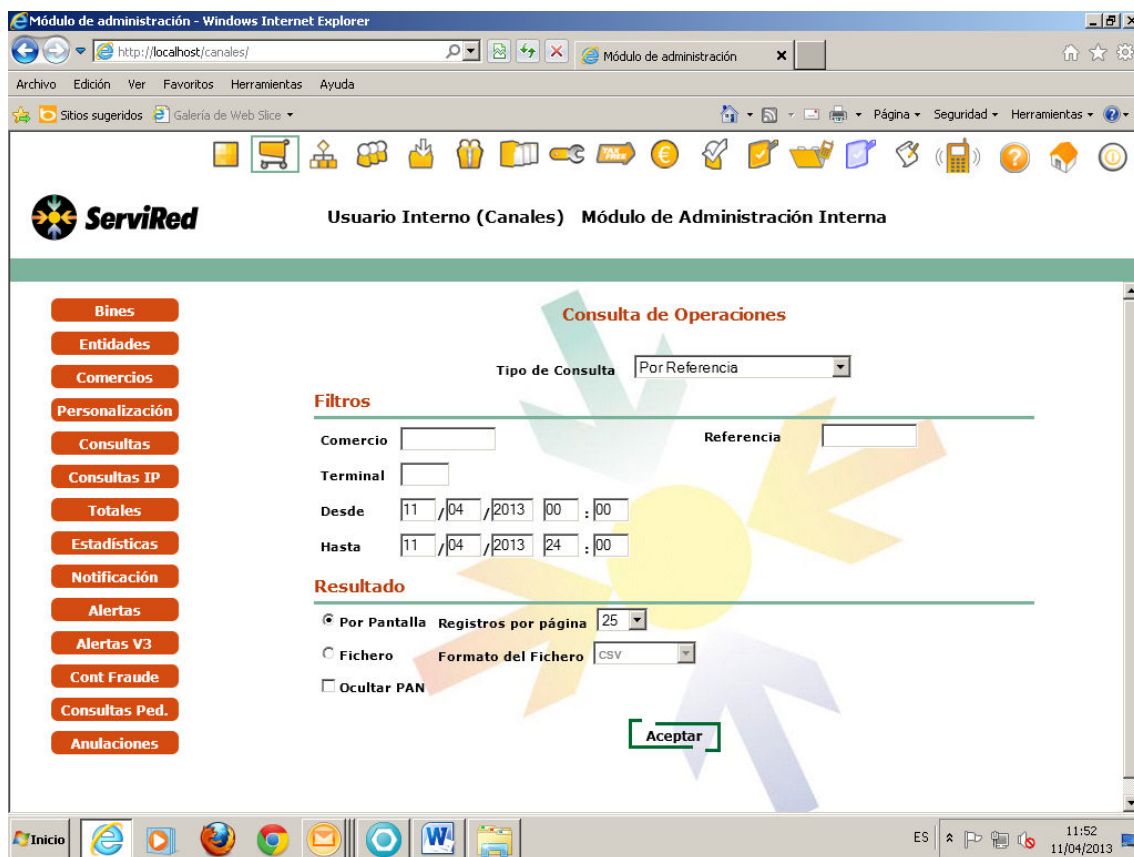 Módulo de administración - Windows Internet Explorer
http://localhost/canales/
Módulo de administración
Archivo Edición Ver Favoritos Herramientas Ayuda
Sitios sugeridos Galería de Web Slice
Página Seguridad Herramientas
TAX FREE
ServiRed
Usuario Interno (Canales) Módulo de Administración Interna
Bines
Entidades
Comercios
Personalización
Consultas
Consultas IP
Totales
Estadísticas
Notificación
Alertas
Alertas V3
Cont Fraude
Consultas Ped.
Anulaciones
Consulta de Operaciones
Tipo de Consulta Por Referencia
Filtros
Comercio Referencia
Terminal
Desde 11 /04 /2013 00 : 00
Hasta 11 /04 /2013 24 : 00
Resultado
Por Pantalla Registros por página 25
Fichero Formato del Fichero csv
Ocultar PAN
Aceptar
Inicio
ES
11:52
11/04/2013